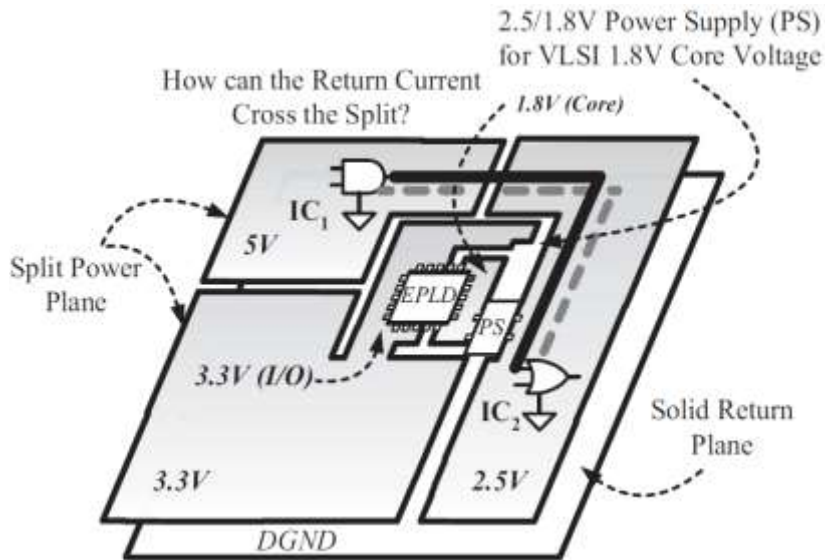 2.5/1.8V Power Supply (PS)
for VLSI 1.8V Core Voltage
How can the Return Current
Cross the Split?
1.8V (Core)
IC1
5V
Split Power
Plane
EPLD
PS
3.3V (I/O)
IC2
Solid Return
Plane
3.3V
2.5V
DGND